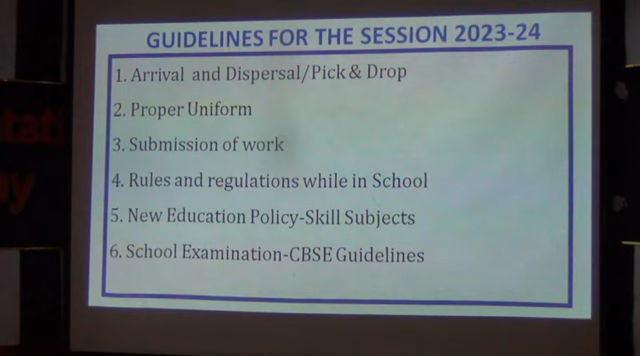 GUIDELINES FOR THE SESSION 2023-24
1. Arrival and Dispersal/Pick & Drop
2. Proper Uniform
3. Submission of work
4. Rules and regulations while in School
5. New Education Policy-Skill Subjects
6. School Examination-CBSE Guidelines